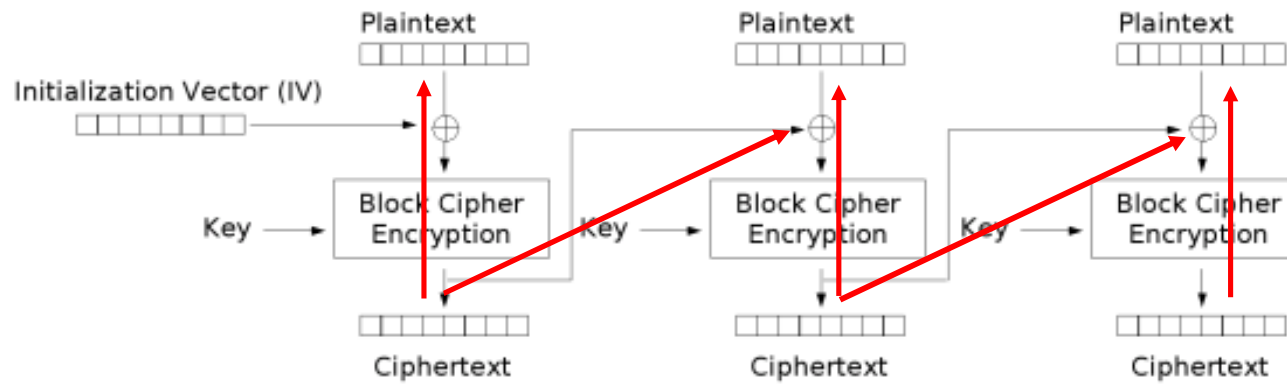 Plaintext Plaintext Plaintext
Initialization Vector (IV)
Block Cipher Block Cipher Block Cipher
Key Encryption Key Encryption Key Encryption
Ciphertext Ciphertext Ciphertext